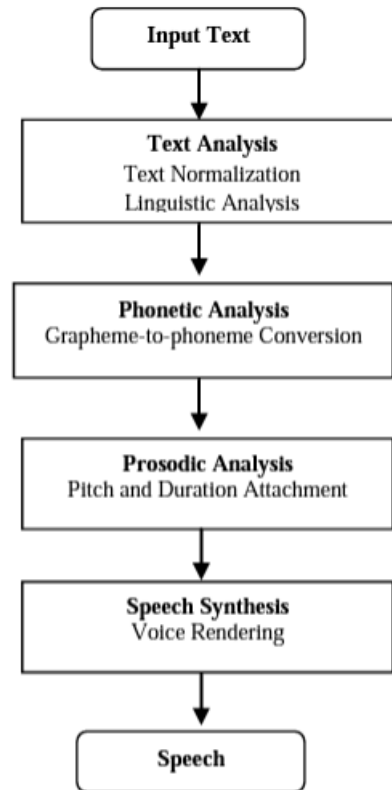 Input Text
Text Analysis
Text Normalization
Linguistic Analysis
Phonetic Analysis
Grapheme-to-phoneme Conversion
Prosodic Analysis
Pitch and Duration Attachment
Speech Synthesis
Voice Rendering
Speech